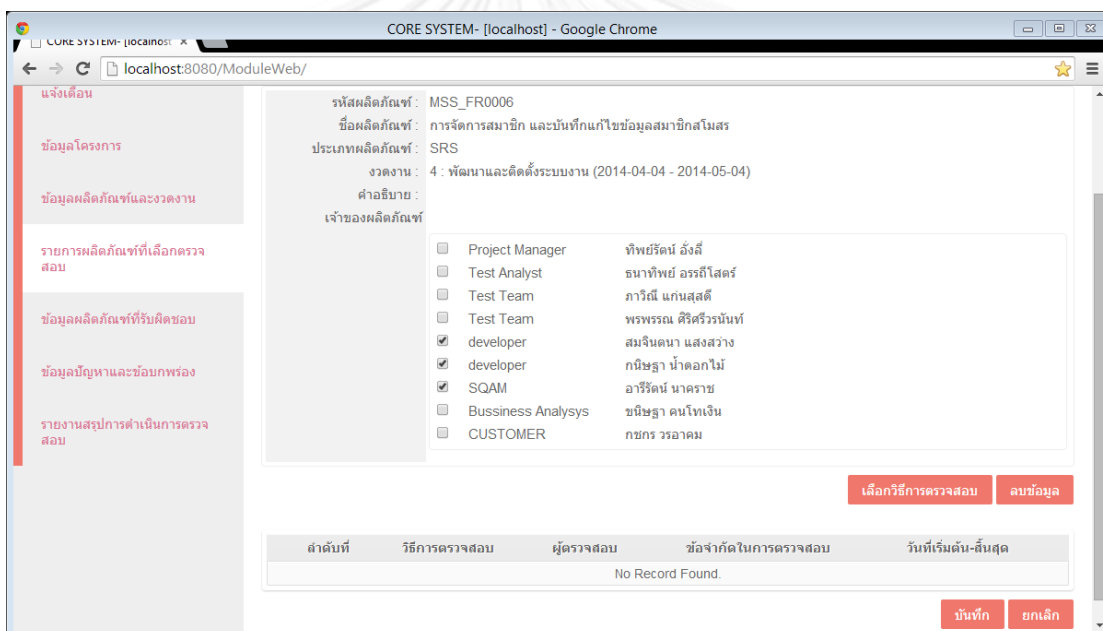 CORE SYSTEM- [localhost] - Google Chrome
CORE SYSTEM- [localhost ×
localhost:8080/ModuleWeb/
แจ้งเตือน
ข้อมูลโครงการ
ข้อมูลผลิตภัณฑ์และงวดงาน
รายการผลิตภัณฑ์ที่เลือกตรวจ
สอบ
ข้อมูลผลิตภัณฑ์ที่รับผิดชอบ
ข้อมูลปัญหาและข้อบกพร่อง
รายงานสรุปการดำเนินการตรวจ
สอบ
รหัสผลิตภัณฑ์ : MSS_FR0006
ชื่อผลิตภัณฑ์ : การจัดการสมาชิก และบันทึกแก้ไขข้อมูลสมาชิกสโมสร
ประเภทผลิตภัณฑ์ : SRS
งวดงาน : 4 : พัฒนาและติดตั้งระบบงาน (2014-04-04 - 2014-05-04)
คำอธิบาย :
เจ้าของผลิตภัณฑ์
Project Manager ทิพย์รัตน์ อั่งลี่
Test Analyst ธนาทิพย์ อรรถีโสตร์
Test Team ภาวิณี แก่นสุสดี
Test Team พรพรรณ ศิริศรีวรนันท์
developer สมจินตนา แสงสว่าง
developer กนิษฐา น้ำดอกไม้
SQAM อารีรัตน์ นาคราช
Bussiness Analysys ขนิษฐา คนโทเงิน
CUSTOMER กชกร วรอาคม
เลือกวิธีการตรวจสอบ ลบข้อมูล
ลำดับที่ วิธีการตรวจสอบ ผู้ตรวจสอบ ข้อจำกัดในการตรวจสอบ วันที่เริ่มต้น-สิ้นสุด
No Record Found.
บันทึก ยกเลิก